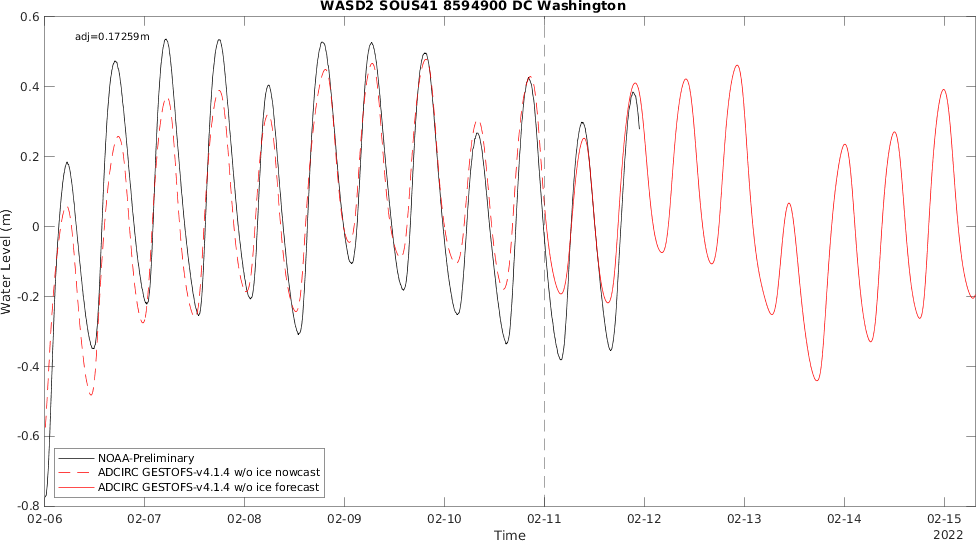 WASD2 SOUS41 8594900 DC Washington
adj=0.17259m
0.6
0.4
0.2
0
-0.2
-0.4
-0.6
-0.8
Water Level (m)
NOAA-Preliminary
ADCIRC GESTOFS-v4.1.4 w/o ice nowcast
ADCIRC GESTOFS-v4.1.4 w/o ice forecast
02-06 02-07 02-08 02-09 02-10 02-11 02-12 02-13 02-14 02-15
Time
2022